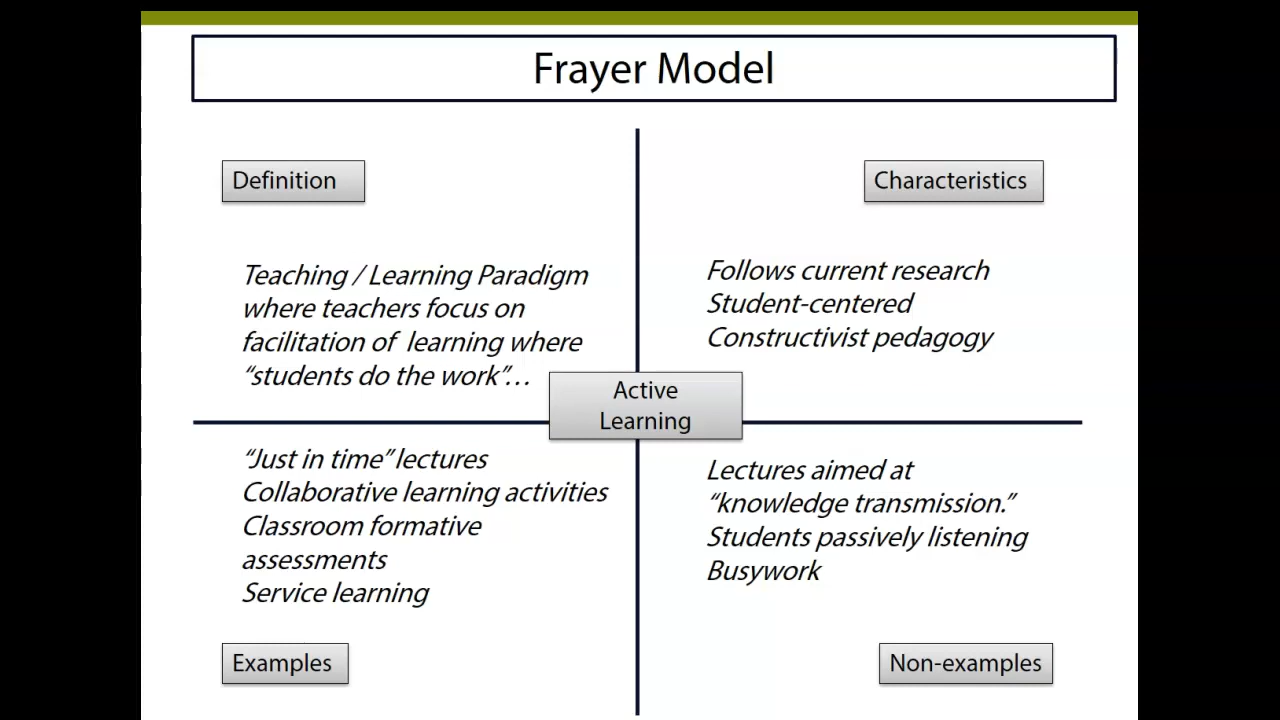 Frayer Model
Definition
Teaching / Learning Paradigm
where teachers focus on
facilitation of learning where
“students do the work”…
Characteristics
Follows current research
Student-centered
Constructivist pedagogy
Active
Learning
“Just in time” lectures
Collaborative learning activities
Classroom formative
assessments
Service learning
Examples
Lectures aimed at
“knowledge transmission.”
Students passively listening
Busywork
Non-examples